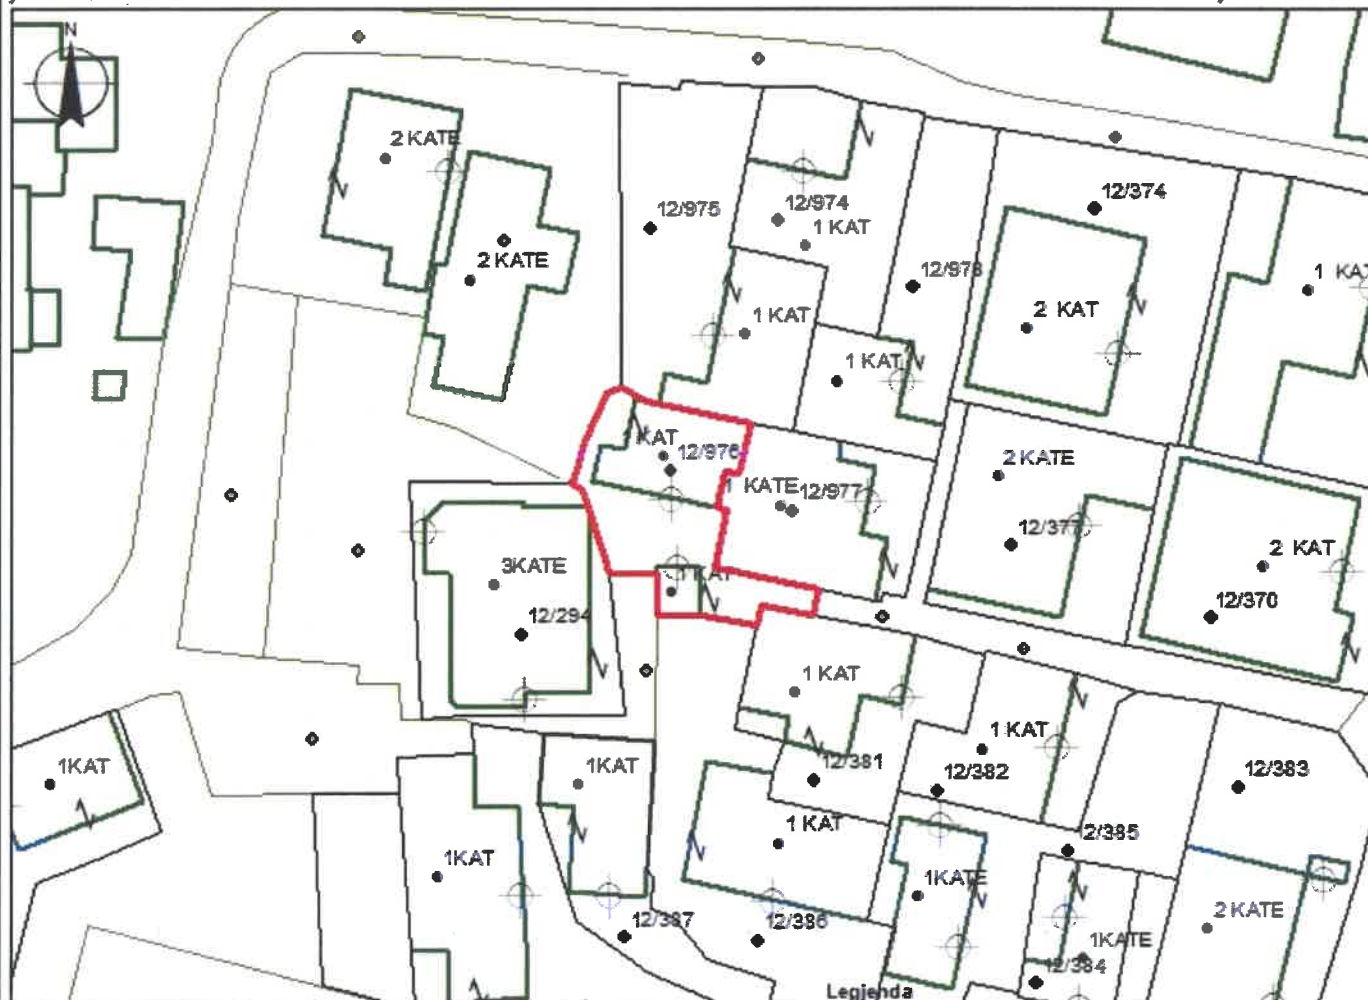 N
2 KATE
2 KATE
12/975
12/974
1 KAT
12/374
12/978
1 KAT
2 KAT
1 KAT
1 KAT
KAT
12/976
1 KATE
12/977
2 KATE
12/377
2 KAT
12/370
3KATE
12/294
1 KAT
1 KAT
12/381
1 KAT
12/382
12/383
1KAT
1KAT
1 KAT
2/385
1KAT
1KATE
2 KATE
12/387
12/386
1KATE
12/384
Legjenda